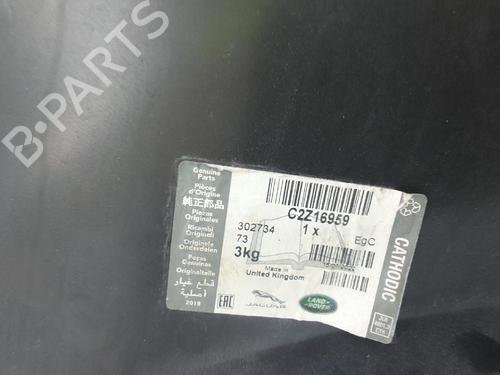 B-PARTS
Genuine
Parts
Pièces
d'Origine
純正部品
Piezas
Originales
Ricambi
Originali
Originele
Onderdelen
Peças
Genuínas
Originalteile
قطع غيار
أصلية
2018
C2Z16959
302734
1 x
EgC
73
3kg
Made in
United Kingdom
EAC
JAGUAR
LAND-
ROVER
CATHODIC